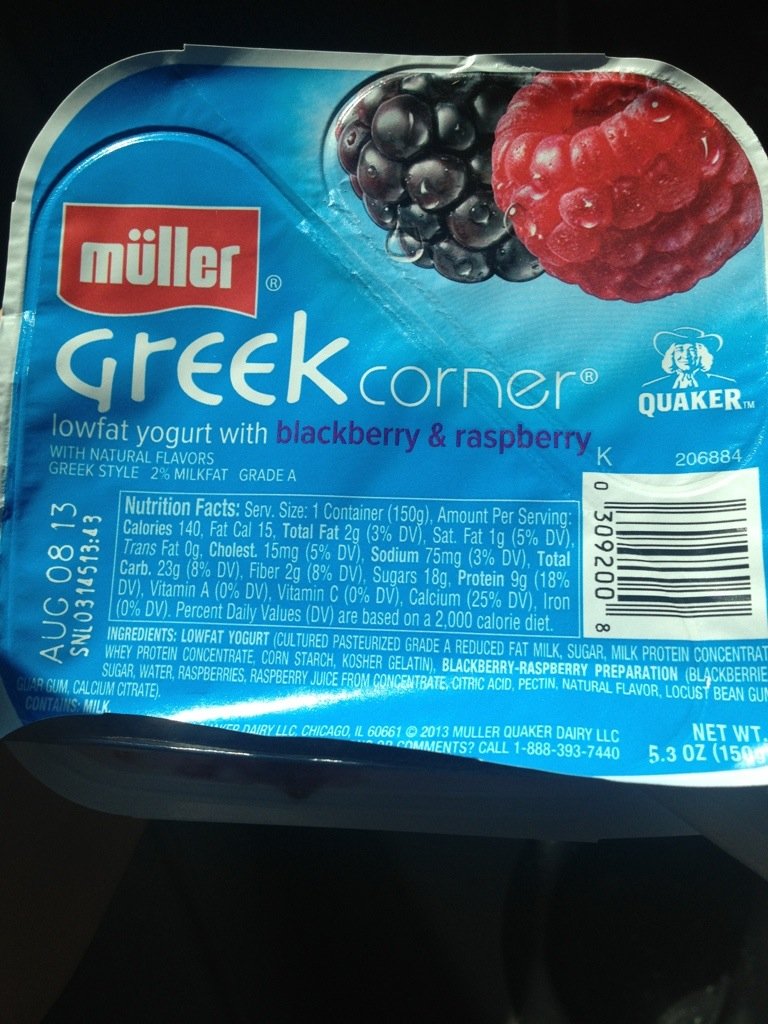 müller®
Greek corner®
lowfat yogurt with blackberry & raspberry
WITH NATURAL FLAVORS
GREEK STYLE 2% MILKFAT GRADE A
QUAKER™
K 206884
AUG 08 13
SNL03 14513:43
Nutrition Facts: Serv. Size: 1 Container (150g), Amount Per Serving:
Calories 140, Fat Cal 15, Total Fat 2g (3% DV), Sat. Fat 1g (5% DV),
Trans Fat 0g, Cholest. 15mg (5% DV), Sodium 75mg (3% DV), Total
Carb. 23g (8% DV), Fiber 2g (8% DV), Sugars 18g, Protein 9g (18%
DV), Vitamin A (0% DV), Vitamin C (0% DV), Calcium (25% DV), Iron
(0% DV). Percent Daily Values (DV) are based on a 2,000 calorie diet.
0 309200 8
INGREDIENTS: LOWFAT YOGURT (CULTURED PASTEURIZED GRADE A REDUCED FAT MILK, SUGAR, MILK PROTEIN CONCENTRAT
WHEY PROTEIN CONCENTRATE, CORN STARCH, KOSHER GELATIN), BLACKBERRY-RASPBERRY PREPARATION (BLACKBERRIE
SUGAR, WATER, RASPBERRIES, RASPBERRY JUICE FROM CONCENTRATE, CITRIC ACID, PECTIN, NATURAL FLAVOR, LOCUST BEAN GUM
GUAR GUM, CALCIUM CITRATE).
CONTAINS: MILK
DAIRY LLC, CHICAGO, IL 60661 © 2013 MULLER QUAKER DAIRY LLC
COMMENTS? CALL 1-888-393-7440
NET WT.
5.3 OZ (150g